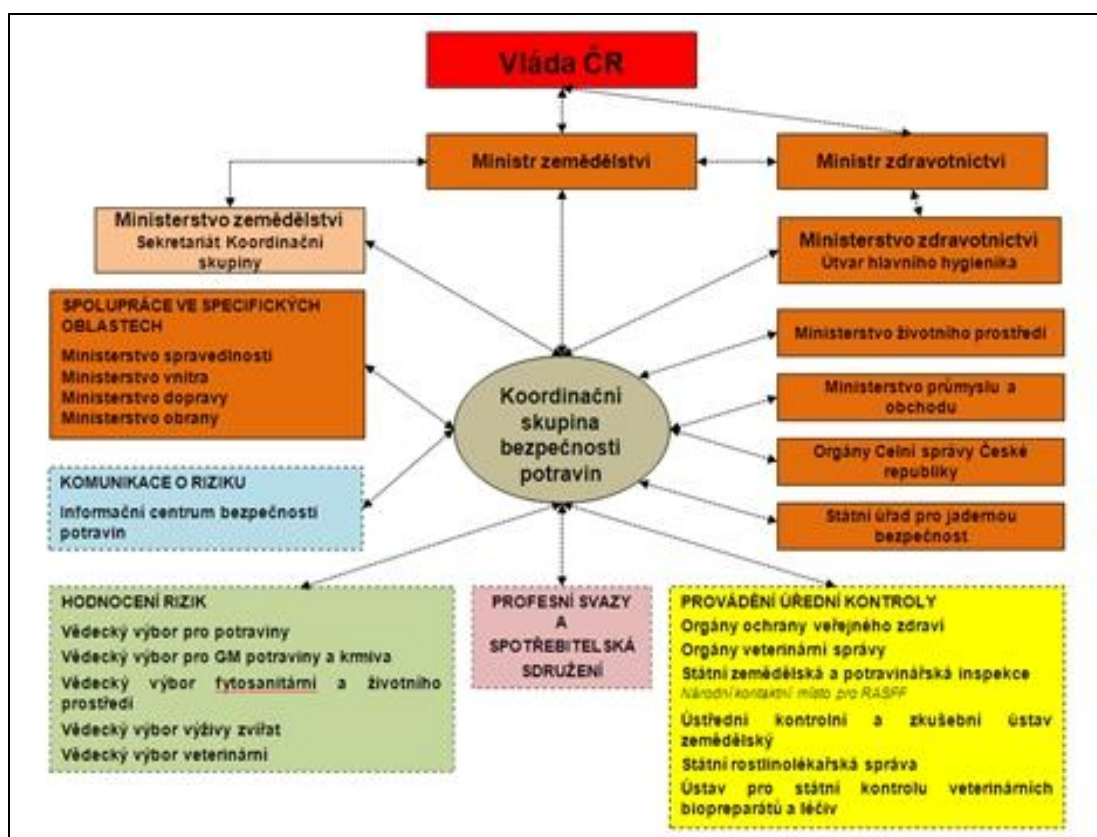 Vláda ČR
Ministr zemědělství
Ministr zdravotnictví
Ministerstvo zemědělství
Sekretariát Koordinační
skupiny
Ministerstvo zdravotnictví
Útvar hlavního hygienika
SPOLUPRÁCE VE SPECIFICKÝCH
OBLASTECH
Ministerstvo spravedlnosti
Ministerstvo vnitra
Ministerstvo dopravy
Ministerstvo obrany
Ministerstvo životního prostředí
Koordinační
skupina
bezpečnosti
potravin
Ministerstvo průmyslu a
obchodu
Orgány Celní správy České
republiky
KOMUNIKACE O RIZIKU
Informační centrum bezpečnosti
potravin
Státní úřad pro jadernou
bezpečnost
HODNOCENÍ RIZIK
Vědecký výbor pro potraviny
Vědecký výbor pro GM potraviny a krmiva
Vědecký výbor fytosanitární a životního
prostředí
Vědecký výbor výživy zvířat
Vědecký výbor veterinární
PROFESNÍ SVAZY
A
SPOTŘEBITELSKÁ
SDRUŽENÍ
PROVÁDĚNÍ ÚŘEDNÍ KONTROLY
Orgány ochrany veřejného zdraví
Orgány veterinární správy
Státní zemědělská a potravinářská inspekce
Národní kontaktní místo pro RASFF
Ústřední kontrolní a zkušební ústav
zemědělský
Státní rostlinolékařská správa
Ústav pro státní kontrolu veterinárních
biopreparátů a léčiv